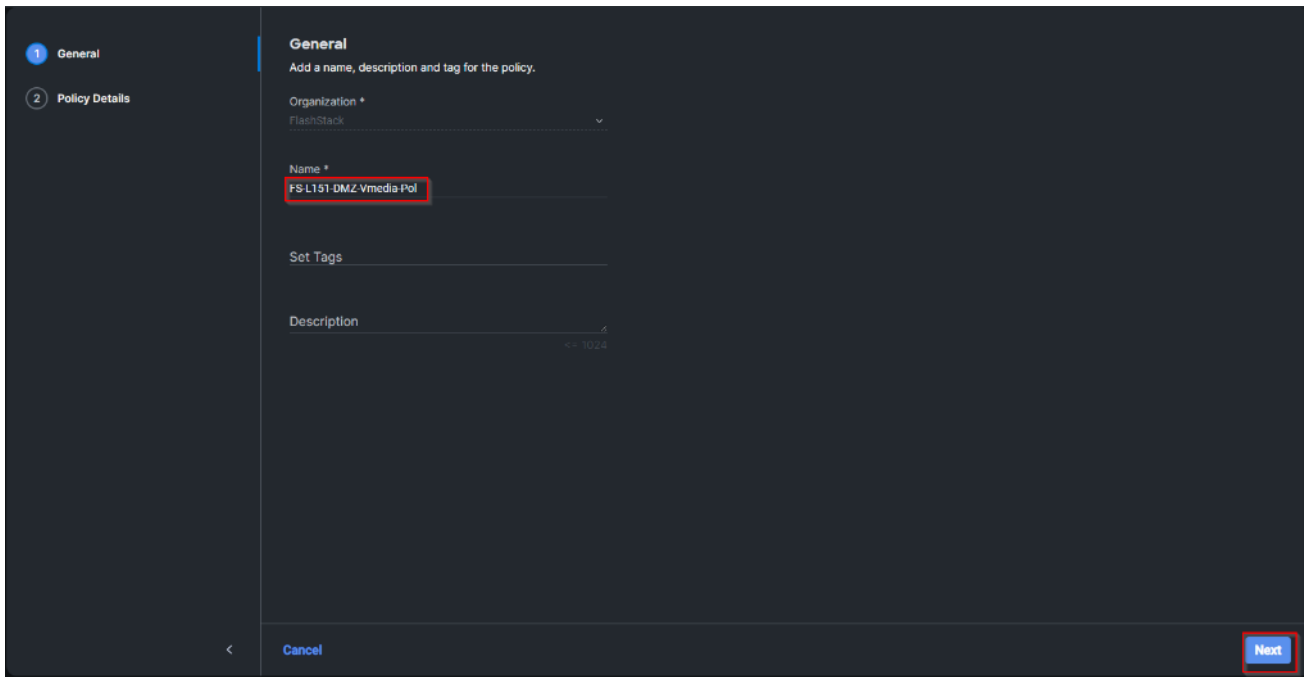 1 General
2 Policy Details
General
Add a name, description and tag for the policy.
Organization *
FlashStack
Name *
FS-L151-DMZ-Vmedia-Pol
Set Tags
Description
<= 1024
< Cancel
Next